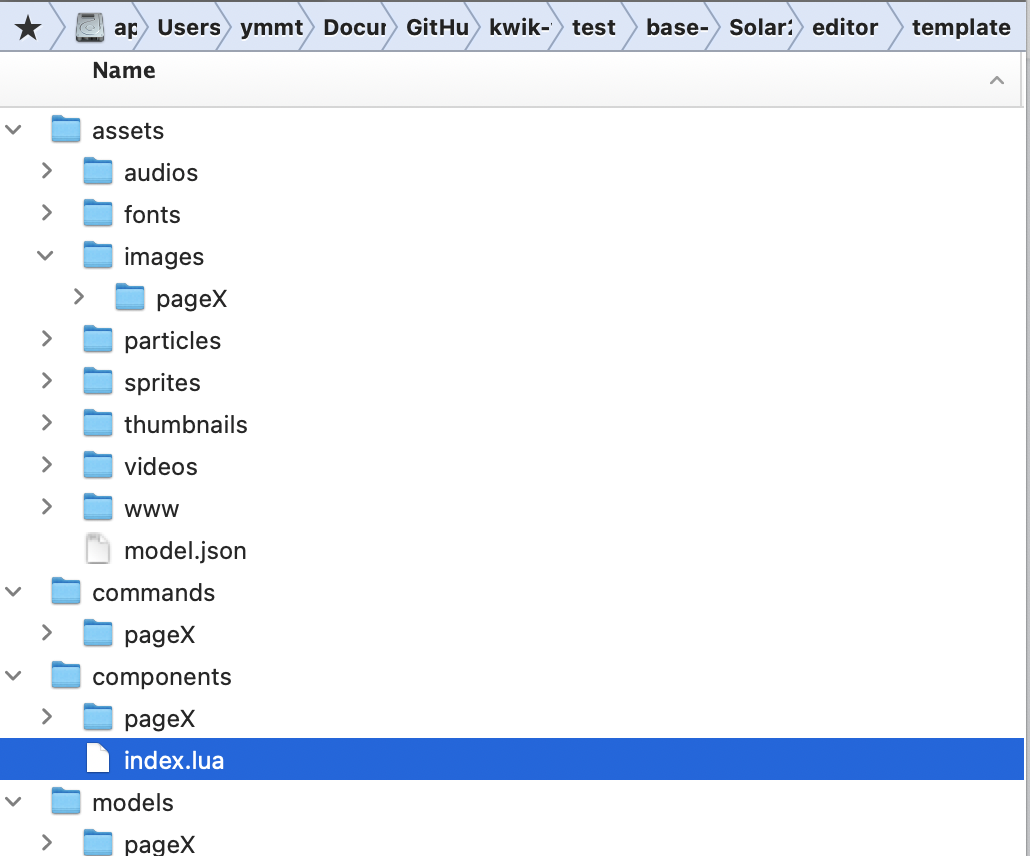 ap Users ymmt Docur GitHu kwik- test base- Solar2 editor template
Name
assets
audios
fonts
images
pageX
particles
sprites
thumbnails
videos
www
model.json
commands
pageX
components
pageX
index.lua
models
pageX